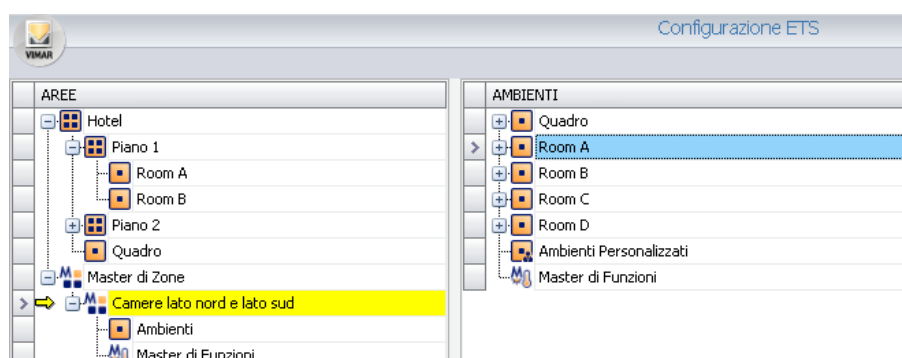 Configurazione ETS
VIMAR
AREE
Hotel
Piano 1
Room A
Room B
Piano 2
Quadro
Master di Zone
Camere lato nord e lato sud
Ambienti
Master di Funzioni
AMBIENTI
Quadro
Room A
Room B
Room C
Room D
Ambienti Personalizzati
Master di Funzioni